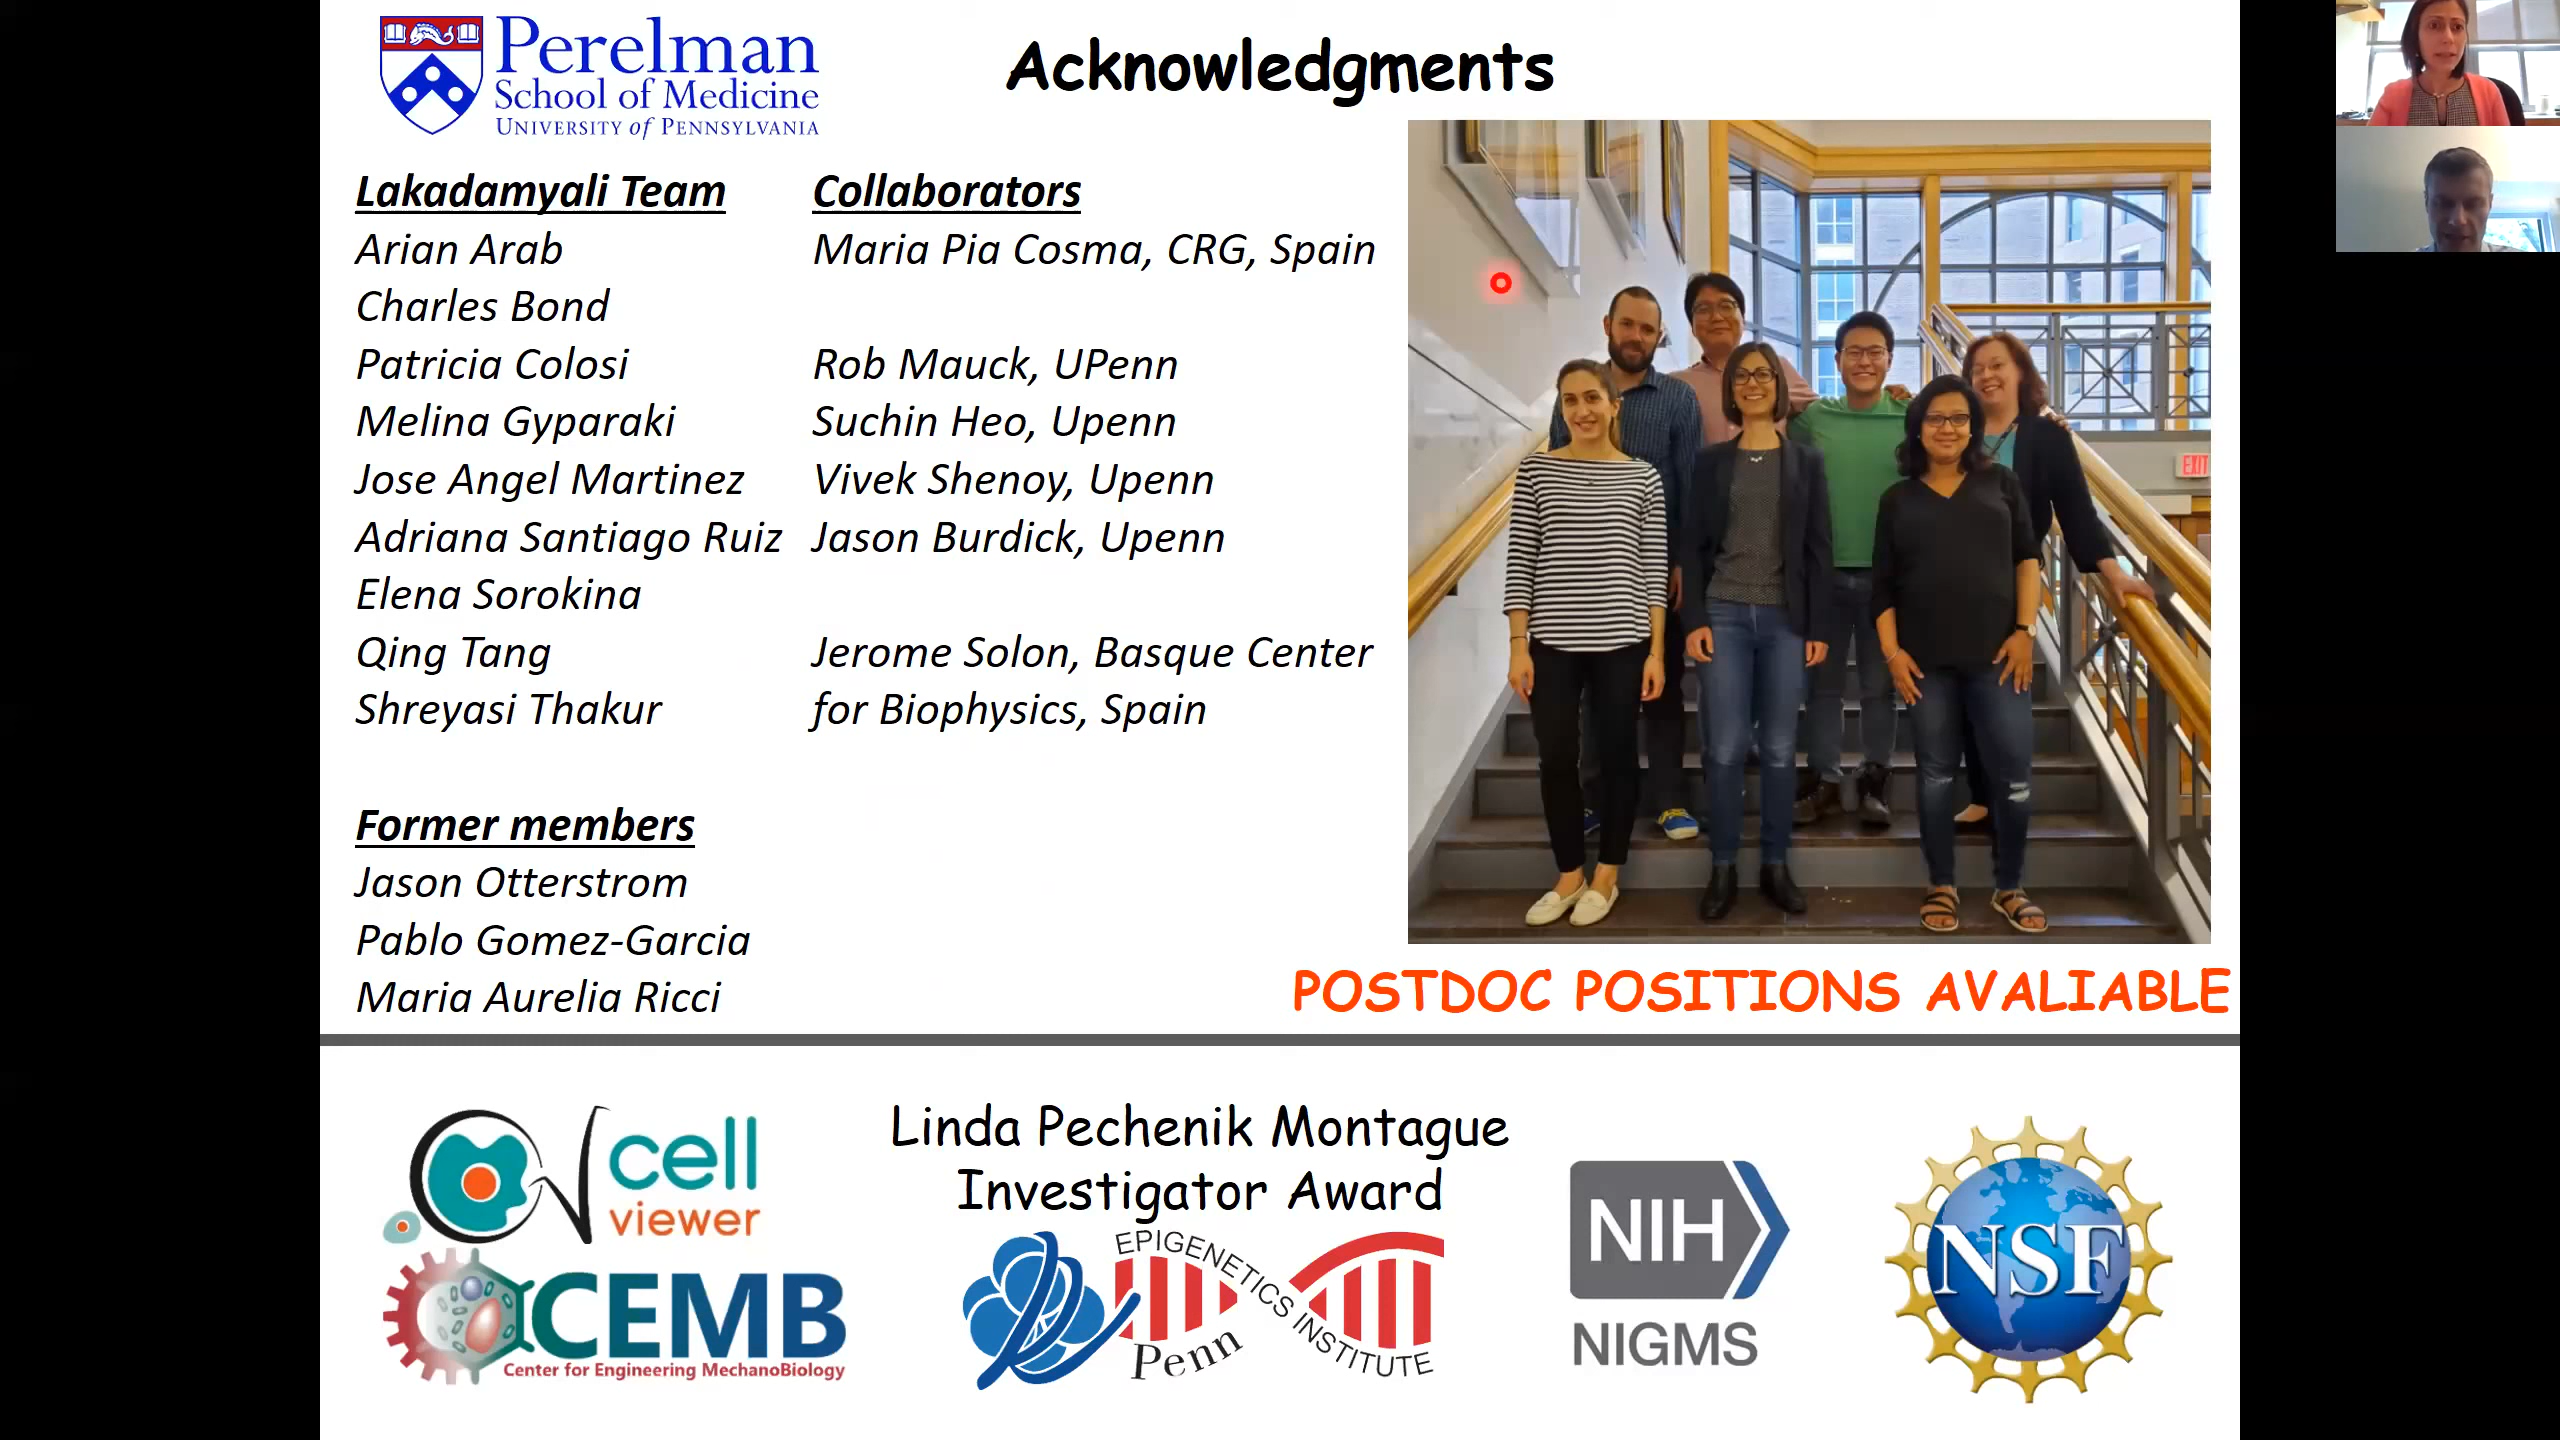 Perelman
School of Medicine
UNIVERSITY of PENNSYLVANIA
Acknowledgments
Lakadamyali Team
Arian Arab
Charles Bond
Patricia Colosi
Melina Gyparaki
Jose Angel Martinez
Adriana Santiago Ruiz
Elena Sorokina
Qing Tang
Shreyasi Thakur
Former members
Jason Otterstrom
Pablo Gomez-Garcia
Maria Aurelia Ricci
Collaborators
Maria Pia Cosma, CRG, Spain
Rob Mauck, UPenn
Suchin Heo, Upenn
Vivek Shenoy, Upenn
Jason Burdick, Upenn
Jerome Solon, Basque Center
for Biophysics, Spain
EXIT
POSTDOC POSITIONS AVALIABLE
cell
viewer
CEMB
Center for Engineering MechanoBiology
Linda Pechenik Montague
Investigator Award
EPIGENETICS INSTITUTE
Penn
NIH
NIGMS
NSF